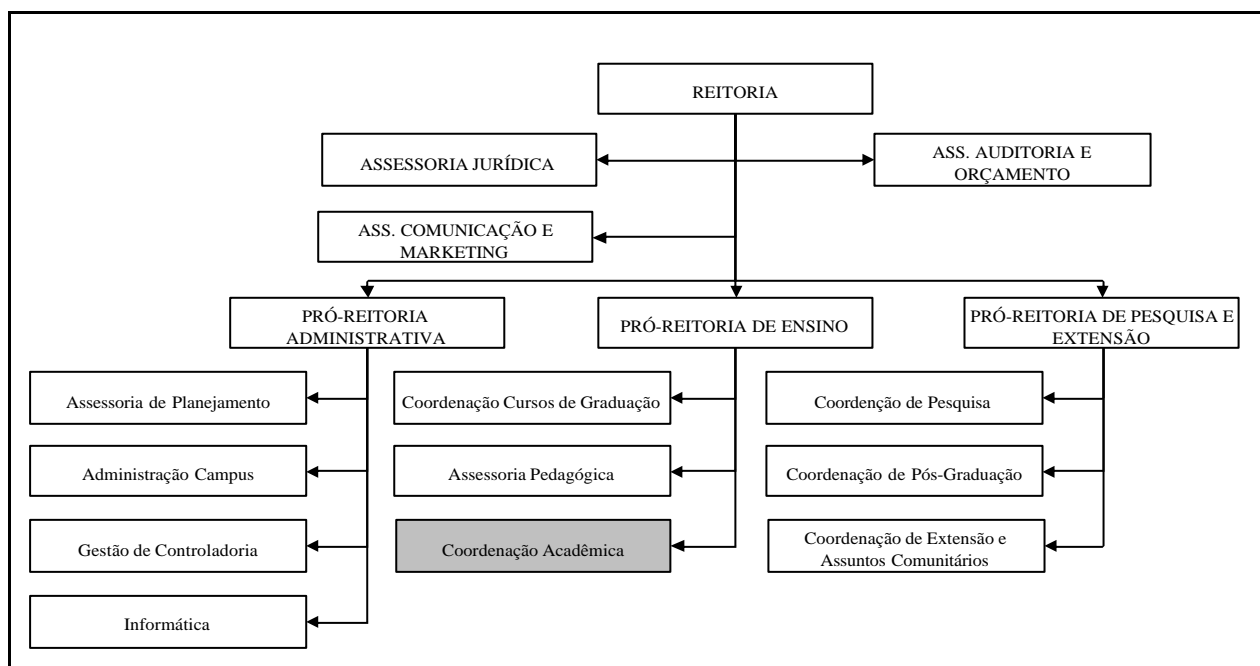 REITORIA
ASSESSORIA JURÍDICA
ASS. AUDITORIA E
ORÇAMENTO
ASS. COMUNICAÇÃO E
MARKETING
PRÓ-REITORIA
ADMINISTRATIVA
PRÓ-REITORIA DE ENSINO
PRÓ-REITORIA DE PESQUISA E
EXTENSÃO
Assessoria de Planejamento
Coordenação Cursos de Graduação
Coordenção de Pesquisa
Administração Campus
Assessoria Pedagógica
Coordenação de Pós-Graduação
Gestão de Controladoria
Coordenação Acadêmica
Coordenação de Extensão e
Assuntos Comunitários
Informática